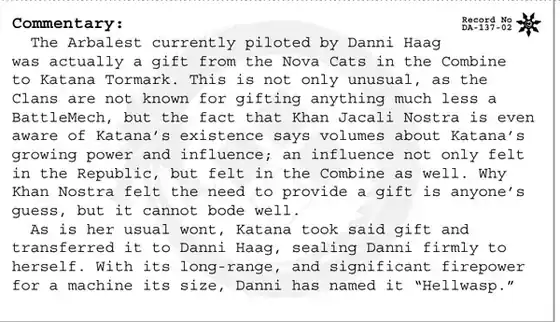 Commentary:
Record No
DA-137-02
The Arbalest currently piloted by Danni Haag
was actually a gift from the Nova Cats in the Combine
to Katana Tormark. This is not only unusual, as the
Clans are not known for gifting anything much less a
BattleMech, but the fact that Khan Jacali Nostra is even
aware of Katana’s existence says volumes about Katana’s
growing power and influence; an influence not only felt
in the Republic, but felt in the Combine as well. Why
Khan Nostra felt the need to provide a gift is anyone’s
guess, but it cannot bode well.
As is her usual wont, Katana took said gift and
transferred it to Danni Haag, sealing Danni firmly to
herself. With its long-range, and significant firepower
for a machine its size, Danni has named it “Hellwasp.”